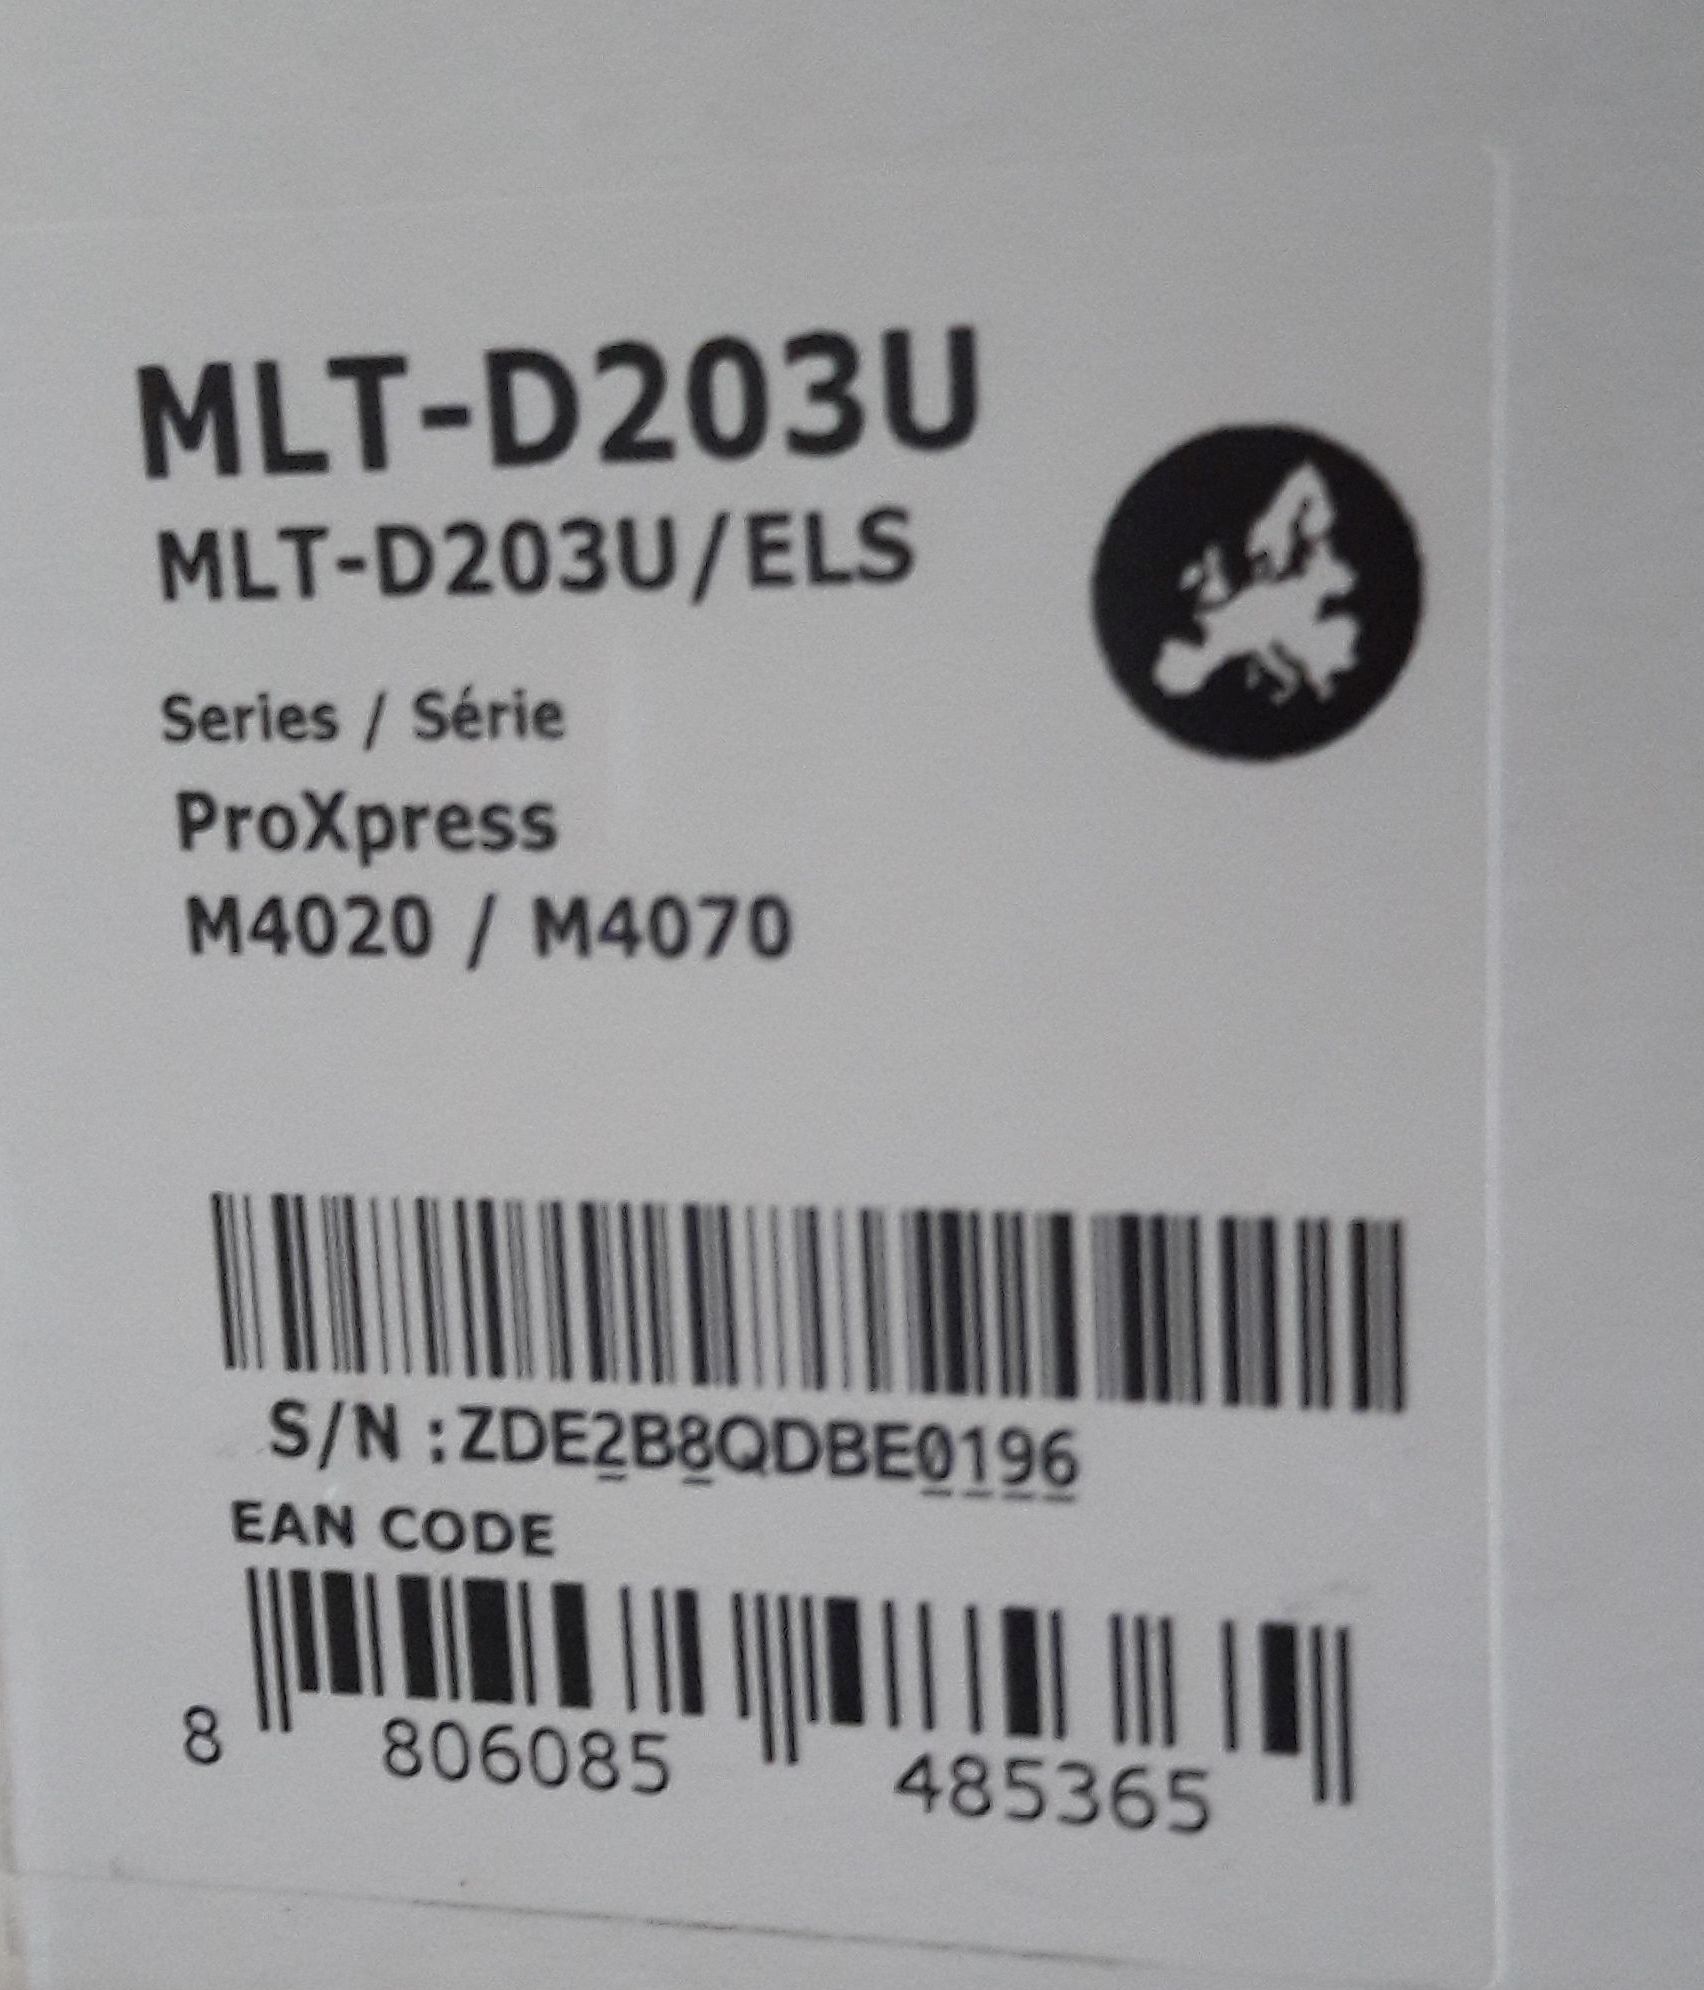 MLT-D203U
MLT-D203U/ELS
Series / Série
ProXpress
M4020 / M4070
S/N :ZDE2B8QDBE0196
EAN CODE
8 806085 485365